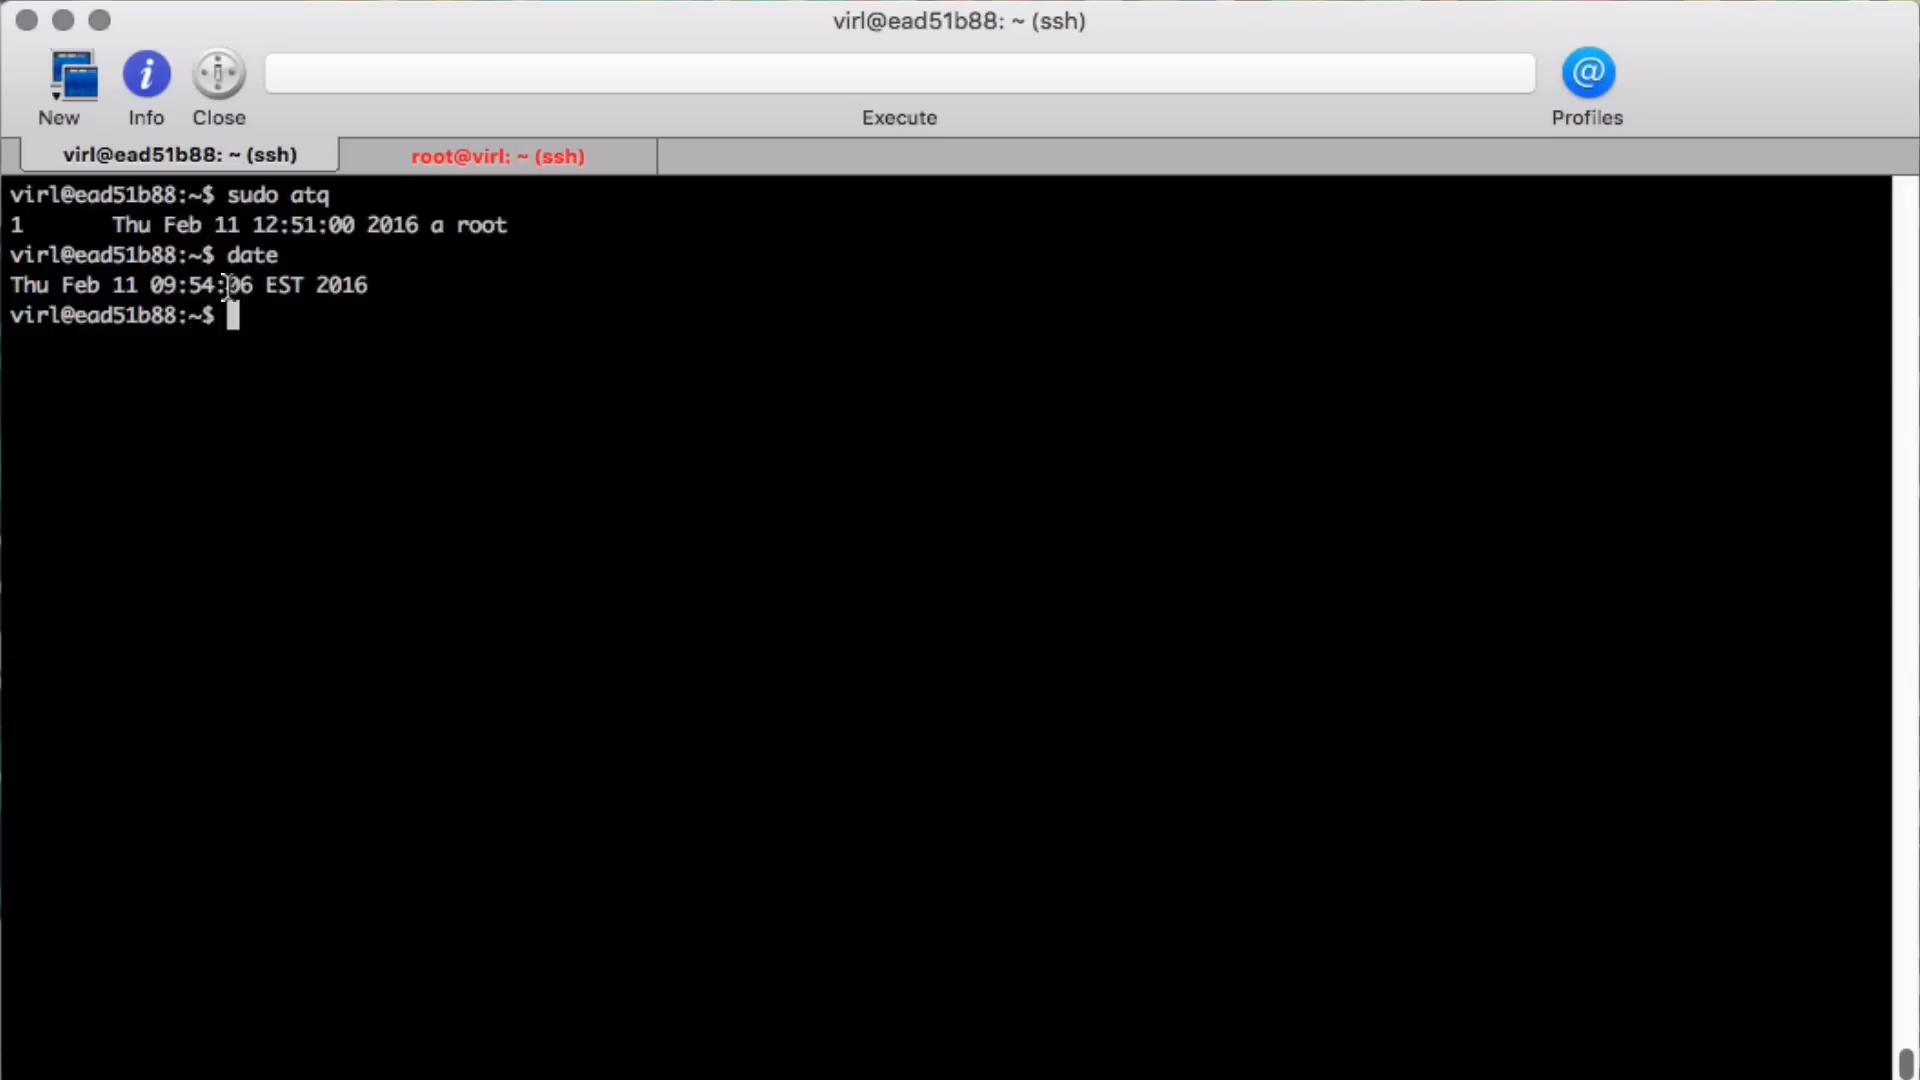 virl@ead51b88: ~ (ssh)
New
Info
Close
Execute
Profiles
virl@ead51b88: ~ (ssh)
root@virl: ~ (ssh)
virl@ead51b88:~$ sudo atq
1       Thu Feb 11 12:51:00 2016 a root
virl@ead51b88:~$ date
Thu Feb 11 09:54:06 EST 2016
virl@ead51b88:~$